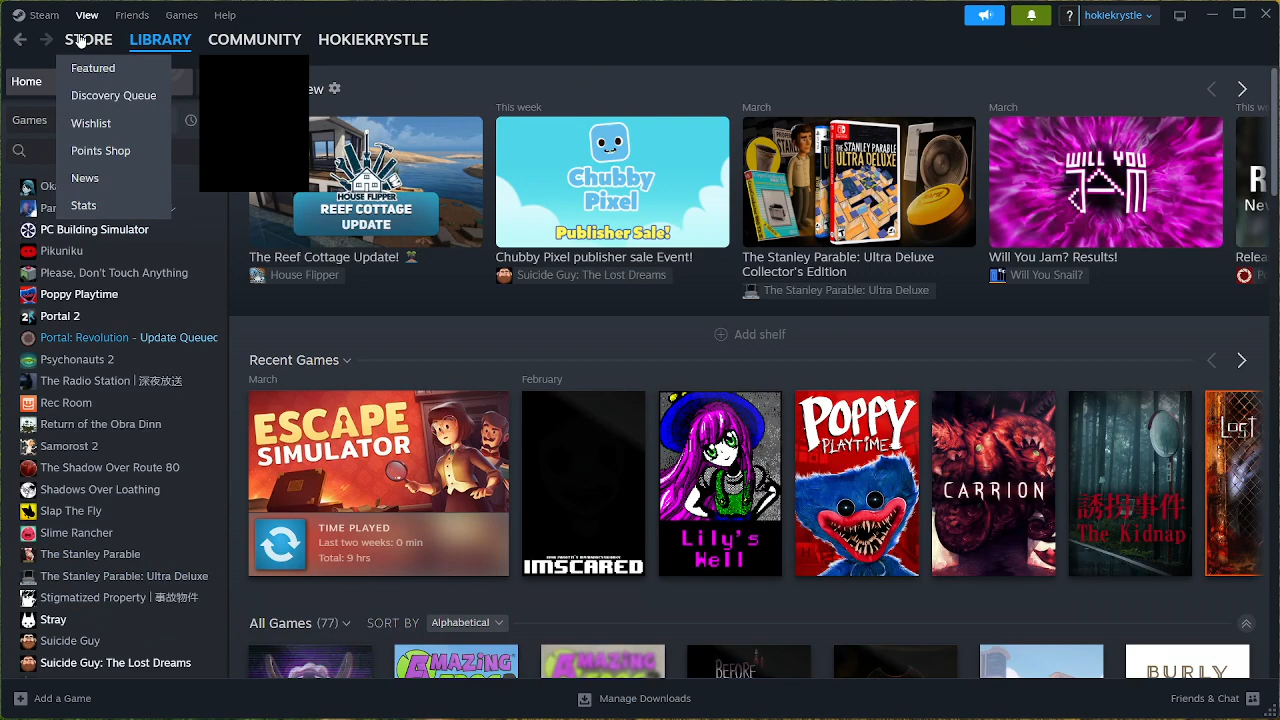 Steam View Friends Games Help
? hokiekrystle
STORE LIBRARY COMMUNITY HOKIEKRYSTLE
Featured
Discovery Queue
Wishlist
Points Shop
News
Stats
Home
Games
PC Building Simulator
Pikuniku
Please, Don't Touch Anything
Poppy Playtime
Portal 2
Portal: Revolution - Update Queued
Psychonauts 2
The Radio Station | 深夜放送
Rec Room
Return of the Obra Dinn
Samorost 2
The Shadow Over Route 80
Shadows Over Loathing
Slap The Fly
Slime Rancher
The Stanley Parable
The Stanley Parable: Ultra Deluxe
Stigmatized Property | 事故物件
Stray
Suicide Guy
Suicide Guy: The Lost Dreams
HOUSE FLIPPER
REEF COTTAGE
UPDATE
The Reef Cottage Update! 🏝️
House Flipper
This week
Chubby
Pixel
Publisher Sale!
Chubby Pixel publisher sale Event!
Suicide Guy: The Lost Dreams
March
THE STANLEY PARABLE
ULTRA DELUXE
The Stanley Parable: Ultra Deluxe
Collector's Edition
The Stanley Parable: Ultra Deluxe
March
WILL YOU
JAM
Will You Jam? Results!
Will You Snail?
Add shelf
Recent Games
March
ESCAPE
SIMULATOR
TIME PLAYED
Last two weeks: 0 min
Total: 9 hrs
February
IMSCARED
Lily's
Well
POPPY
PLAYTIME
CARRION
誘拐事件
The Kidnap
Lost
All Games (77) SORT BY Alphabetical
AMAZING
AMAZING
BEFORE
BURLY
Add a Game
Manage Downloads
Friends & Chat